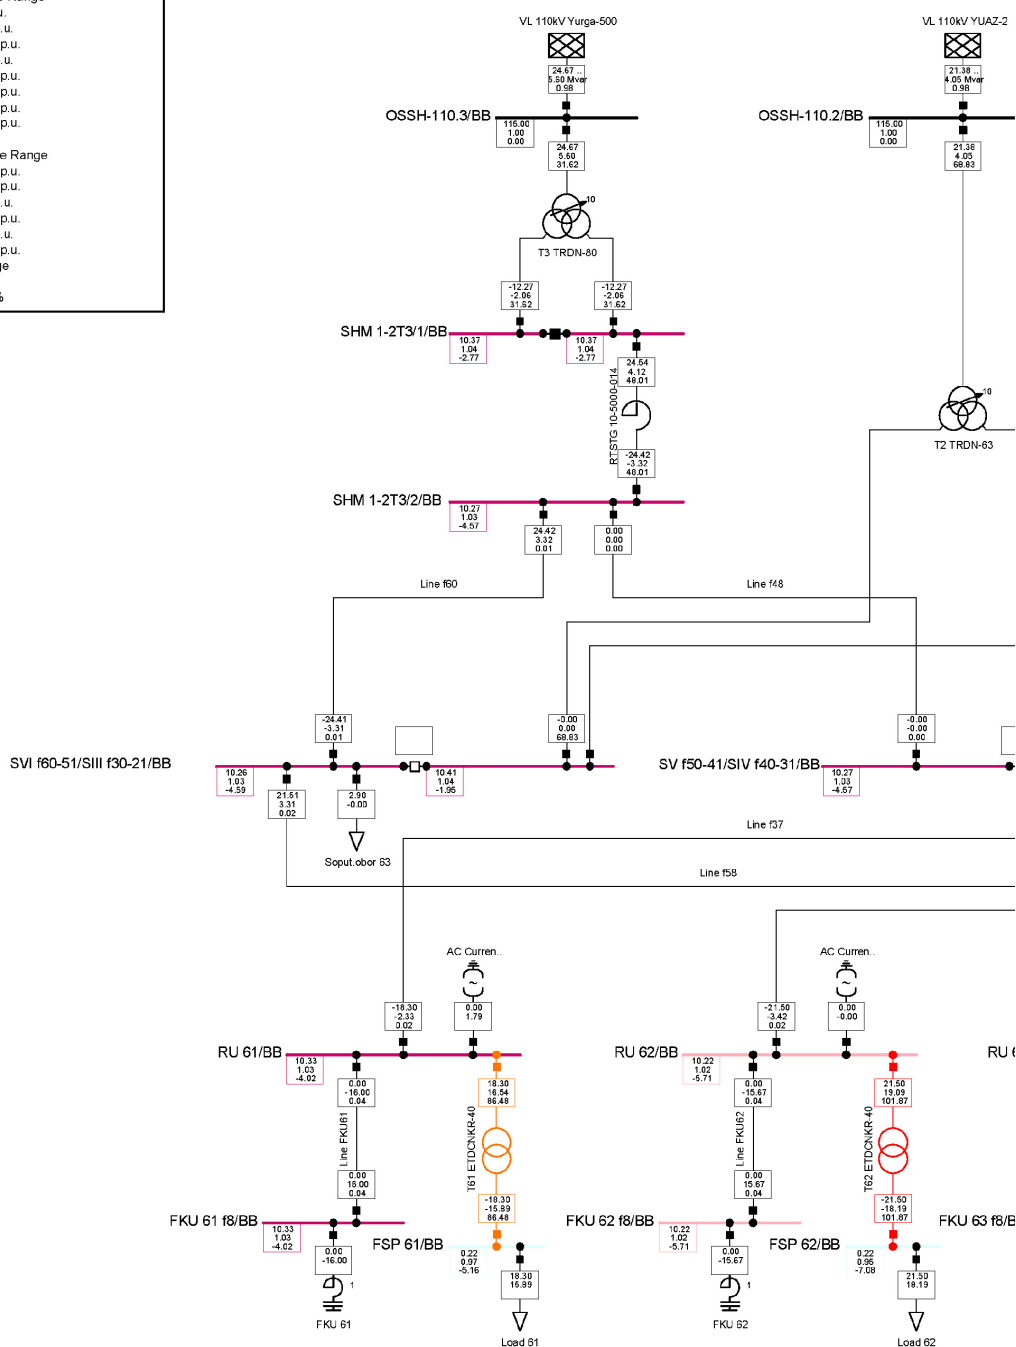 e Range
u.
.u.
p.u.
.u.
p.u.
p.u.
p.u.
p.u.
e Range
p.u.
p.u.
.u.
p.u.
.u.
p.u.
ge
%
VL 110kV Yurga-500
VL 110kV YUAZ-2
24.67 ..
5.60 Mvar
0.98
21.38 ..
4.05 Mvar
0.98
OSSH-110.3/BB
115.00
1.00
0.00
OSSH-110.2/BB
115.00
1.00
0.00
24.67
5.60
31.62
21.38
4.05
68.83
10
T3 TRDN-80
-12.27
-2.06
31.62
-12.27
-2.06
31.62
SHM 1-2T3/1/BB
10.37
1.04
-2.77
10.37
1.04
-2.77
24.54
4.12
48.01
RTSTG 10-5000-014
10
T2 TRDN-63
-24.42
-3.32
48.01
SHM 1-2T3/2/BB
10.27
1.03
-4.57
24.42
3.32
0.01
0.00
0.00
0.00
Line f60
Line f48
-24.41
-3.31
0.01
-0.00
0.00
68.83
-0.00
-0.00
0.00
SVI f60-51/SIII f30-21/BB
10.26
1.03
-4.59
10.41
1.04
-1.95
SV f50-41/SIV f40-31/BB
10.27
1.03
-4.57
21.51
3.31
0.02
2.90
-0.00
Soput.obor 63
Line f37
Line f58
AC Curren..
AC Curren..
-18.30
-2.33
0.02
0.00
1.79
-21.50
-3.42
0.02
0.00
-0.00
RU 61/BB
10.33
1.03
-4.02
RU 62/BB
10.22
1.02
-5.71
RU 6
0.00
-16.00
0.04
18.30
16.54
86.48
0.00
-15.67
0.04
21.50
19.09
101.87
Line FKU61
T61 ETDCNKR-40
Line FKU62
T62 ETDCNKR-40
0.00
16.00
0.04
-18.30
-15.89
86.48
0.00
15.67
0.04
-21.50
-18.19
101.87
FKU 61 f8/BB
10.33
1.03
-4.02
FSP 61/BB
0.22
0.97
-5.16
FKU 62 f8/BB
10.22
1.02
-5.71
FSP 62/BB
0.22
0.95
-7.08
FKU 63 f8/B
0.00
-16.00
18.30
15.89
0.00
-15.67
21.50
18.19
1
1
FKU 61
FKU 62
Load 61
Load 62